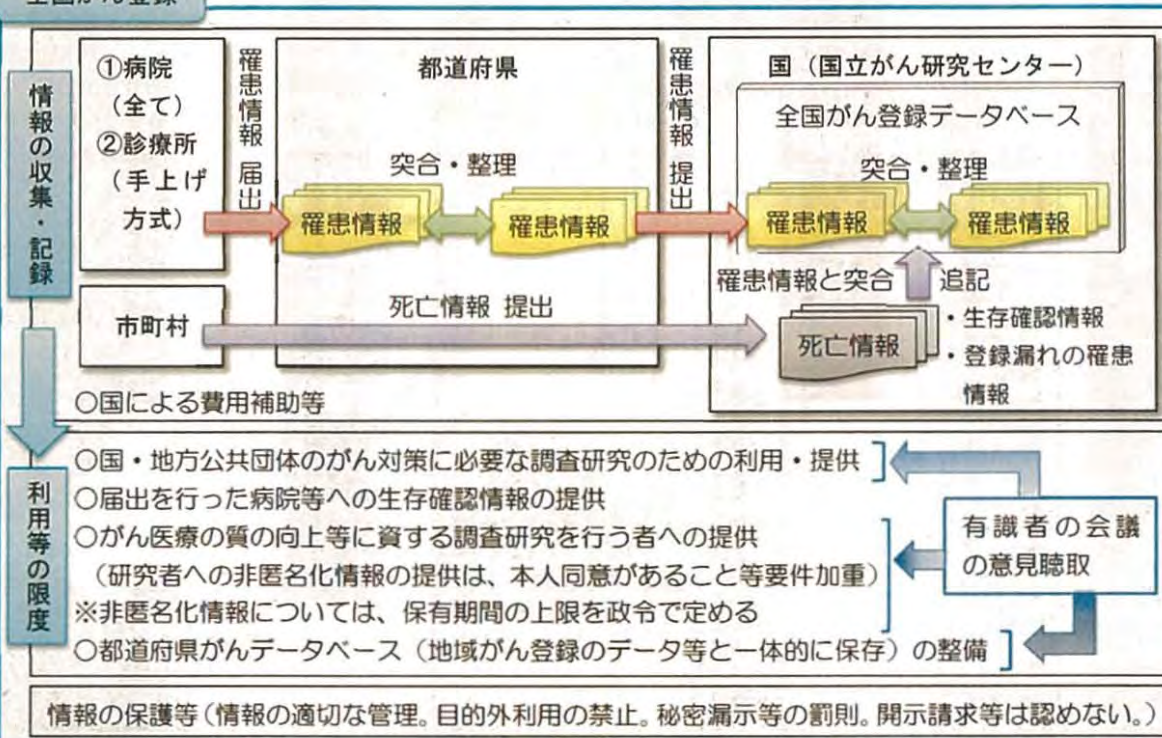 全国がん登録
情報の収集・記録
①病院
（全て）
②診療所
（手上げ
方式）
罹患情報 届出
都道府県
突合・整理
罹患情報
罹患情報
罹患情報 提出
国（国立がん研究センター）
全国がん登録データベース
突合・整理
罹患情報
罹患情報
罹患情報と突合
追記
市町村
死亡情報 提出
死亡情報
・生存確認情報
・登録漏れの罹患
情報
○国による費用補助等
利用等の限度
○国・地方公共団体のがん対策に必要な調査研究のための利用・提供
○届出を行った病院等への生存確認情報の提供
○がん医療の質の向上等に資する調査研究を行う者への提供
（研究者への非匿名化情報の提供は、本人同意があること等要件加重）
※非匿名化情報については、保有期間の上限を政令で定める
○都道府県がんデータベース（地域がん登録のデータ等と一体的に保存）の整備
有識者の会議
の意見聴取
情報の保護等（情報の適切な管理。目的外利用の禁止。秘密漏示等の罰則。開示請求等は認めない。）